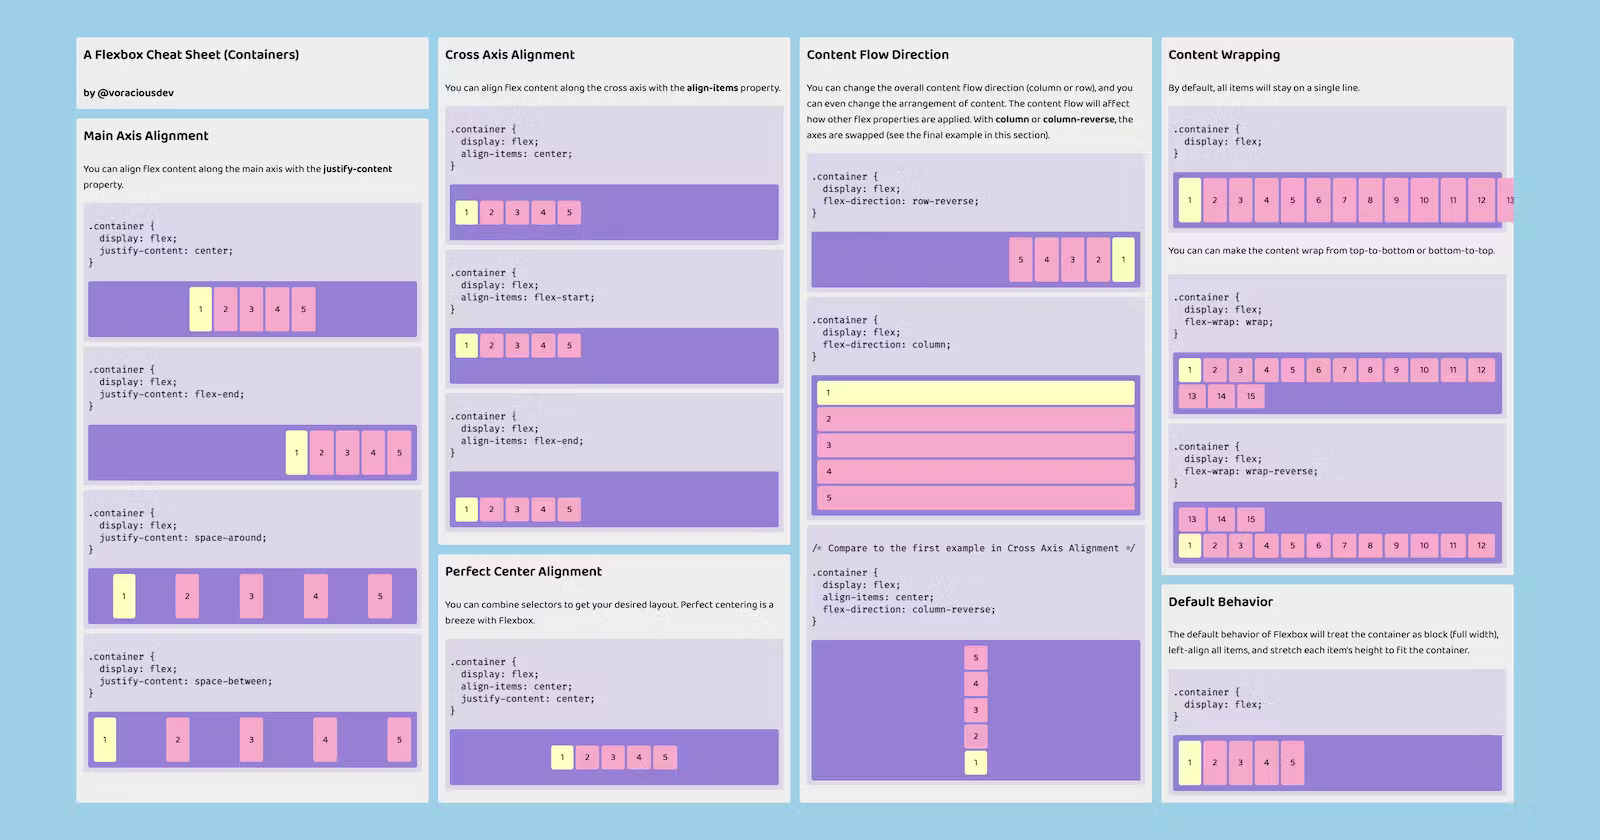 A Flexbox Cheat Sheet (Containers)
by @voraciousdev
Main Axis Alignment
You can align flex content along the main axis with the justify-content
property.
.container {
  display: flex;
  justify-content: center;
}
1 2 3 4 5
.container {
  display: flex;
  justify-content: flex-end;
}
1 2 3 4 5
.container {
  display: flex;
  justify-content: space-around;
}
1 2 3 4 5
.container {
  display: flex;
  justify-content: space-between;
}
1 2 3 4 5
Cross Axis Alignment
You can align flex content along the cross axis with the align-items property.
.container {
  display: flex;
  align-items: center;
}
1 2 3 4 5
.container {
  display: flex;
  align-items: flex-start;
}
1 2 3 4 5
.container {
  display: flex;
  align-items: flex-end;
}
1 2 3 4 5
Perfect Center Alignment
You can combine selectors to get your desired layout. Perfect centering is a
breeze with Flexbox.
.container {
  display: flex;
  align-items: center;
  justify-content: center;
}
1 2 3 4 5
Content Flow Direction
You can change the overall content flow direction (column or row), and you
can even change the arrangement of content. The content flow will affect
how other flex properties are applied. With column or column-reverse, the
axes are swapped (see the final example in this section).
.container {
  display: flex;
  flex-direction: row-reverse;
}
5 4 3 2 1
.container {
  display: flex;
  flex-direction: column;
}
1
2
3
4
5
/* Compare to the first example in Cross Axis Alignment */
.container {
  display: flex;
  align-items: center;
  flex-direction: column-reverse;
}
5
4
3
2
1
Content Wrapping
By default, all items will stay on a single line.
.container {
  display: flex;
}
1 2 3 4 5 6 7 8 9 10 11 12 13
You can can make the content wrap from top-to-bottom or bottom-to-top.
.container {
  display: flex;
  flex-wrap: wrap;
}
1 2 3 4 5 6 7 8 9 10 11 12
13 14 15
.container {
  display: flex;
  flex-wrap: wrap-reverse;
}
13 14 15
1 2 3 4 5 6 7 8 9 10 11 12
Default Behavior
The default behavior of Flexbox will treat the container as block (full width),
left-align all items, and stretch each item's height to fit the container.
.container {
  display: flex;
}
1 2 3 4 5